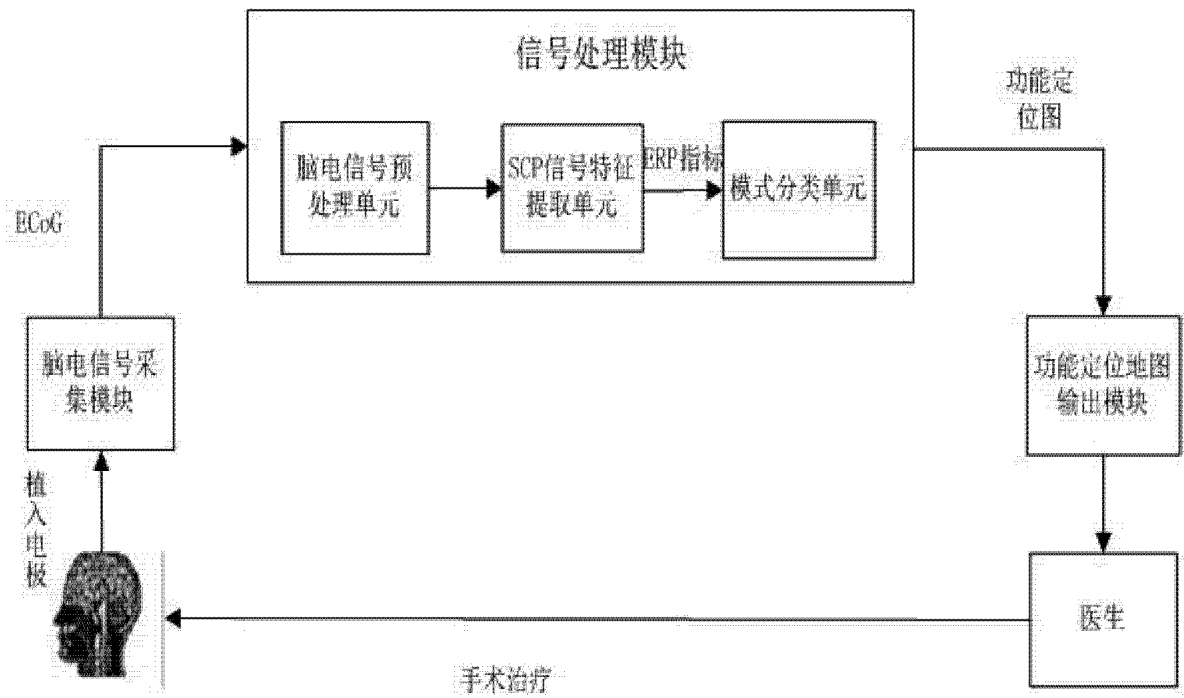 信号处理模块
功能定
位图
脑电信号预
处理单元
SCP信号特征
提取单元
ERP指标
模式分类单元
ECoG
脑电信号采
集模块
功能定位地图
输出模块
植
入
电
极
医生
手术治疗